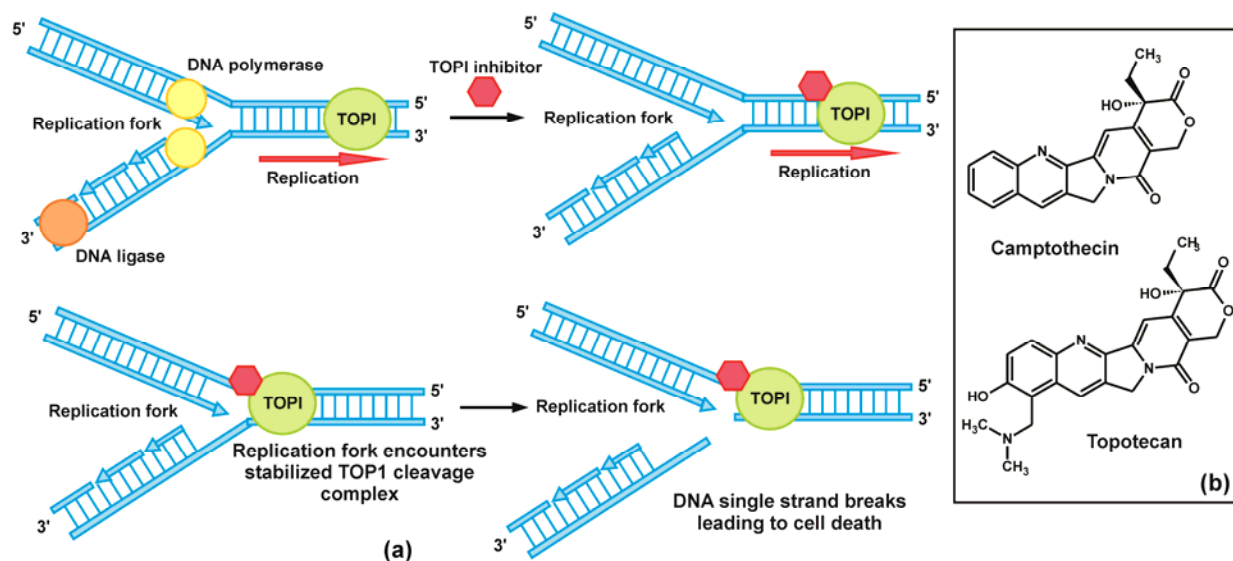 5'
DNA polymerase
Replication fork
TOPI
5'
3'
Replication
3'
DNA ligase
TOPI inhibitor
5'
Replication fork
TOPI
5'
3'
Replication
3'
5'
Replication fork
TOPI
5'
3'
Replication fork encounters
stabilized TOP1 cleavage
complex
3'
5'
Replication fork
TOPI
5'
3'
DNA single strand breaks
leading to cell death
3'
(a)
CH3
HO
O
O
N
N
O
Camptothecin
CH3
HO
O
O
N
N
O
HO
H3C
N
CH3
Topotecan
(b)